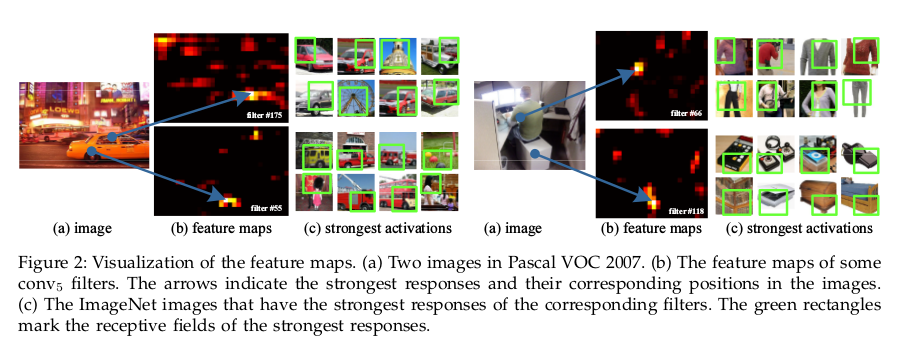 LOEWS
filter #175
filter #55
filter #66
filter #118
(a) image
(b) feature maps
(c) strongest activations
(a) image
(b) feature maps
(c) strongest activations
Figure 2: Visualization of the feature maps. (a) Two images in Pascal VOC 2007. (b) The feature maps of some
conv₅ filters. The arrows indicate the strongest responses and their corresponding positions in the images.
(c) The ImageNet images that have the strongest responses of the corresponding filters. The green rectangles
mark the receptive fields of the strongest responses.